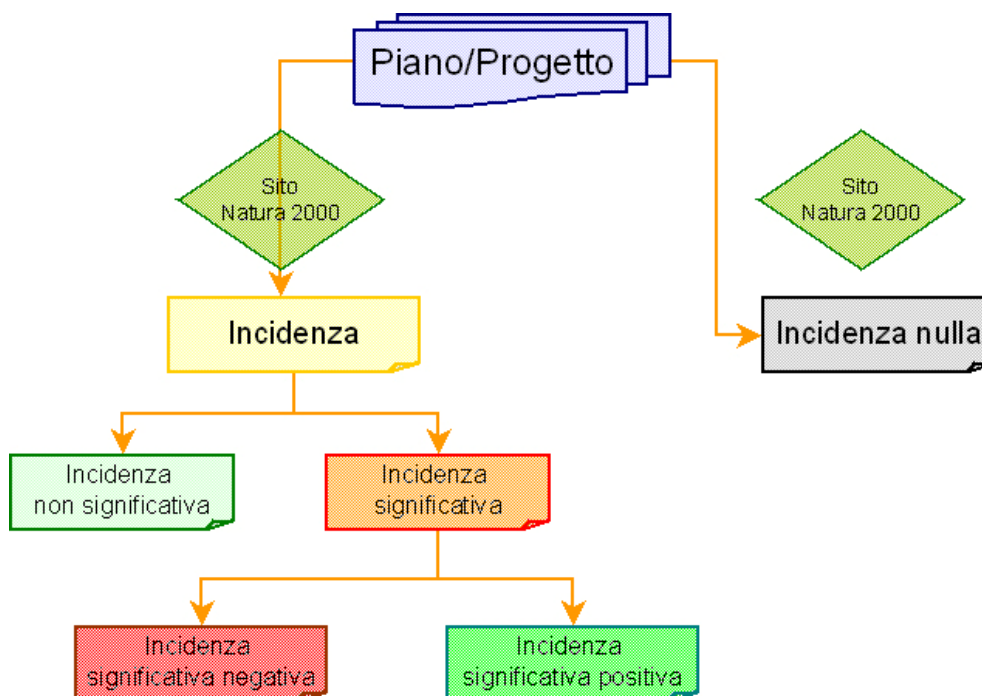 Piano/Progetto
Sito
Natura 2000
Sito
Natura 2000
Incidenza
Incidenza nulla
Incidenza
non significativa
Incidenza
significativa
Incidenza
significativa negativa
Incidenza
significativa positiva